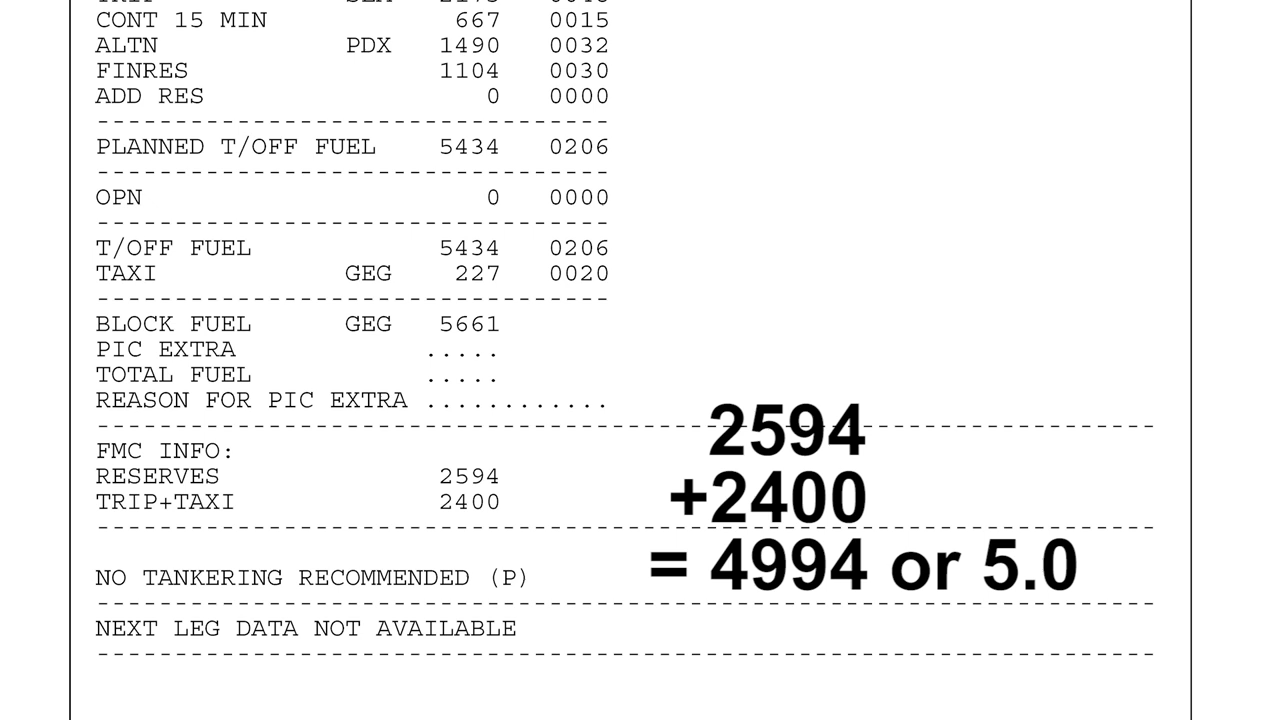 CONT 15 MIN 667 0015
ALTN PDX 1490 0032
FINRES 1104 0030
ADD RES 0 0000
---------------------------------
PLANNED T/OFF FUEL 5434 0206
---------------------------------
OPN 0 0000
---------------------------------
T/OFF FUEL 5434 0206
TAXI GEG 227 0020
---------------------------------
BLOCK FUEL GEG 5661
PIC EXTRA .....
TOTAL FUEL .....
REASON FOR PIC EXTRA ............
--------------------------------------------------------------------
FMC INFO:
RESERVES 2594
TRIP+TAXI 2400
--------------------------------------------------------------------
2594
+2400
= 4994 or 5.0
NO TANKERING RECOMMENDED (P)
--------------------------------------------------------------------
NEXT LEG DATA NOT AVAILABLE
--------------------------------------------------------------------